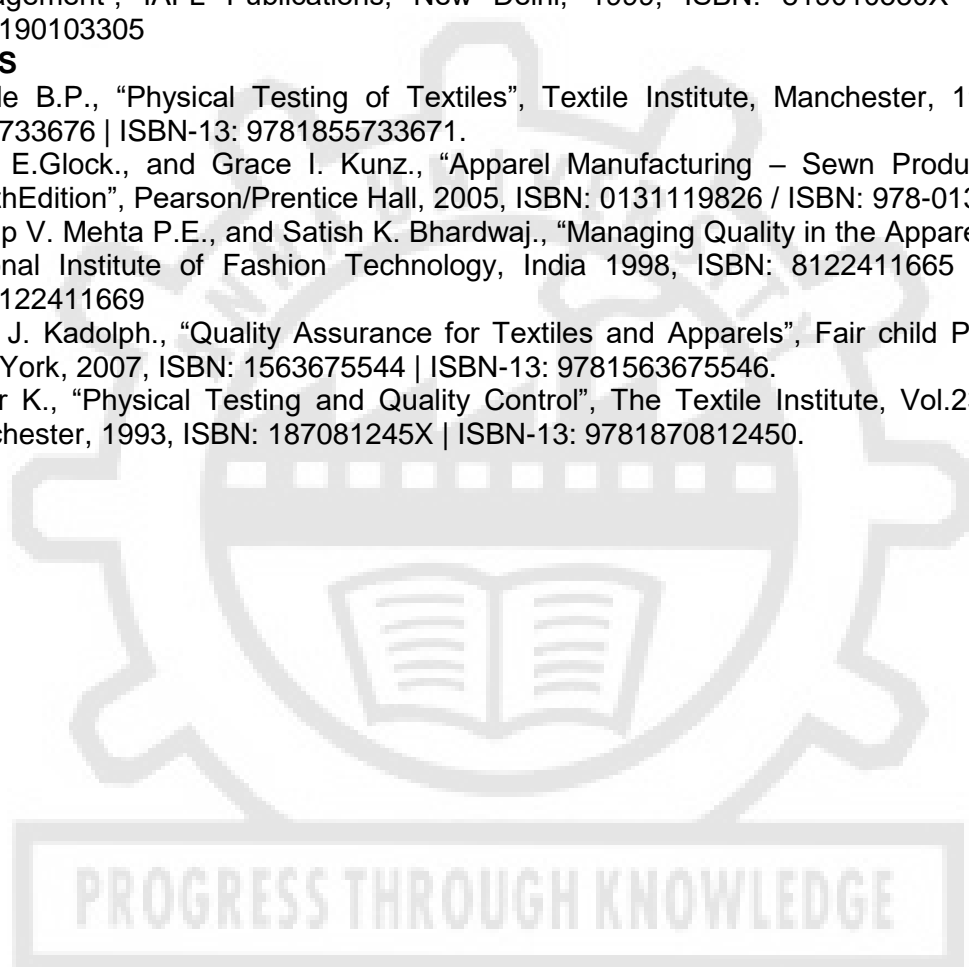 agement", IAPL Publications, New Delhi, 1999, ISBN:
190103305
S
le B.P., “Physical Testing of Textiles”, Textile Institute, Manchester, 1
733676 | ISBN-13: 9781855733671.
E.Glock., and Grace I. Kunz., “Apparel Manufacturing – Sewn Produ
thEdition”, Pearson/Prentice Hall, 2005, ISBN: 0131119826 / ISBN: 978-013
p V. Mehta P.E., and Satish K. Bhardwaj., “Managing Quality in the Appare
onal Institute of Fashion Technology, India 1998, ISBN: 8122411665
122411669
J. Kadolph., “Quality Assurance for Textiles and Apparels”, Fair child P
York, 2007, ISBN: 1563675544 | ISBN-13: 9781563675546.
r K., “Physical Testing and Quality Control”, The Textile Institute, Vol.2
chester, 1993, ISBN: 187081245X | ISBN-13: 9781870812450.
PROGRESS THROUGH KNOWLEDGE